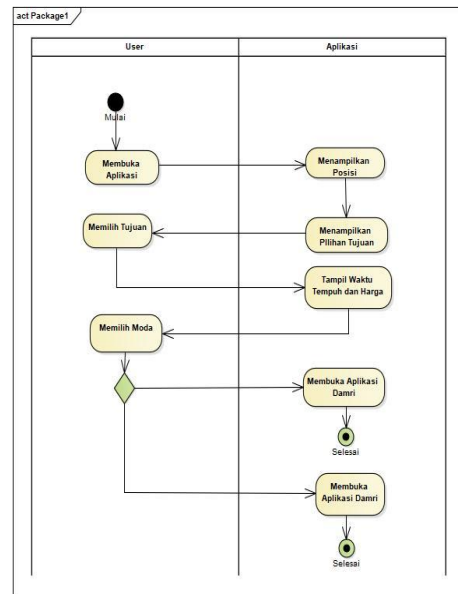 act Package1
User
Aplikasi
Mulai
Membuka
Aplikasi
Menampilkan
Posisi
Memilih Tujuan
Menampilkan
PIlihan Tujuan
Tampil Waktu
Tempuh dan Harga
Memilih Moda
Membuka Aplikasi
Damri
Selesai
Membuka
Aplikasi Damri
Selesai